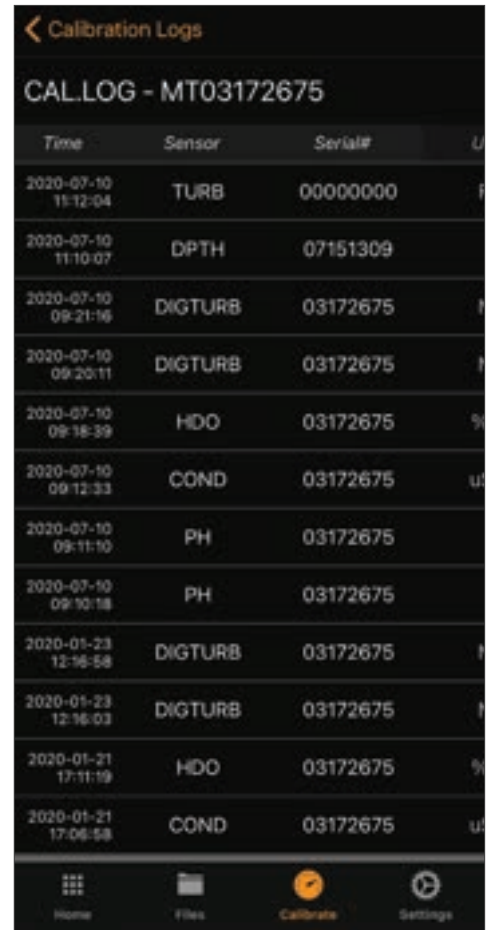 Calibration Logs
CAL.LOG - MT03172675
Time Sensor Serial# U
2020-07-10
11:12:04 TURB 00000000 F
2020-07-10
11:10:07 DPTH 07151309
2020-07-10
09:21:16 DIGTURB 03172675 N
2020-07-10
09:20:11 DIGTURB 03172675 N
2020-07-10
09:18:39 HDO 03172675 %
2020-07-10
09:12:33 COND 03172675 uS
2020-07-10
09:11:10 PH 03172675
2020-07-10
09:10:18 PH 03172675
2020-01-23
12:16:58 DIGTURB 03172675 N
2020-01-23
12:16:03 DIGTURB 03172675 N
2020-01-21
17:11:19 HDO 03172675 %
2020-01-21
17:06:58 COND 03172675 uS
Home Files Calibrate Settings